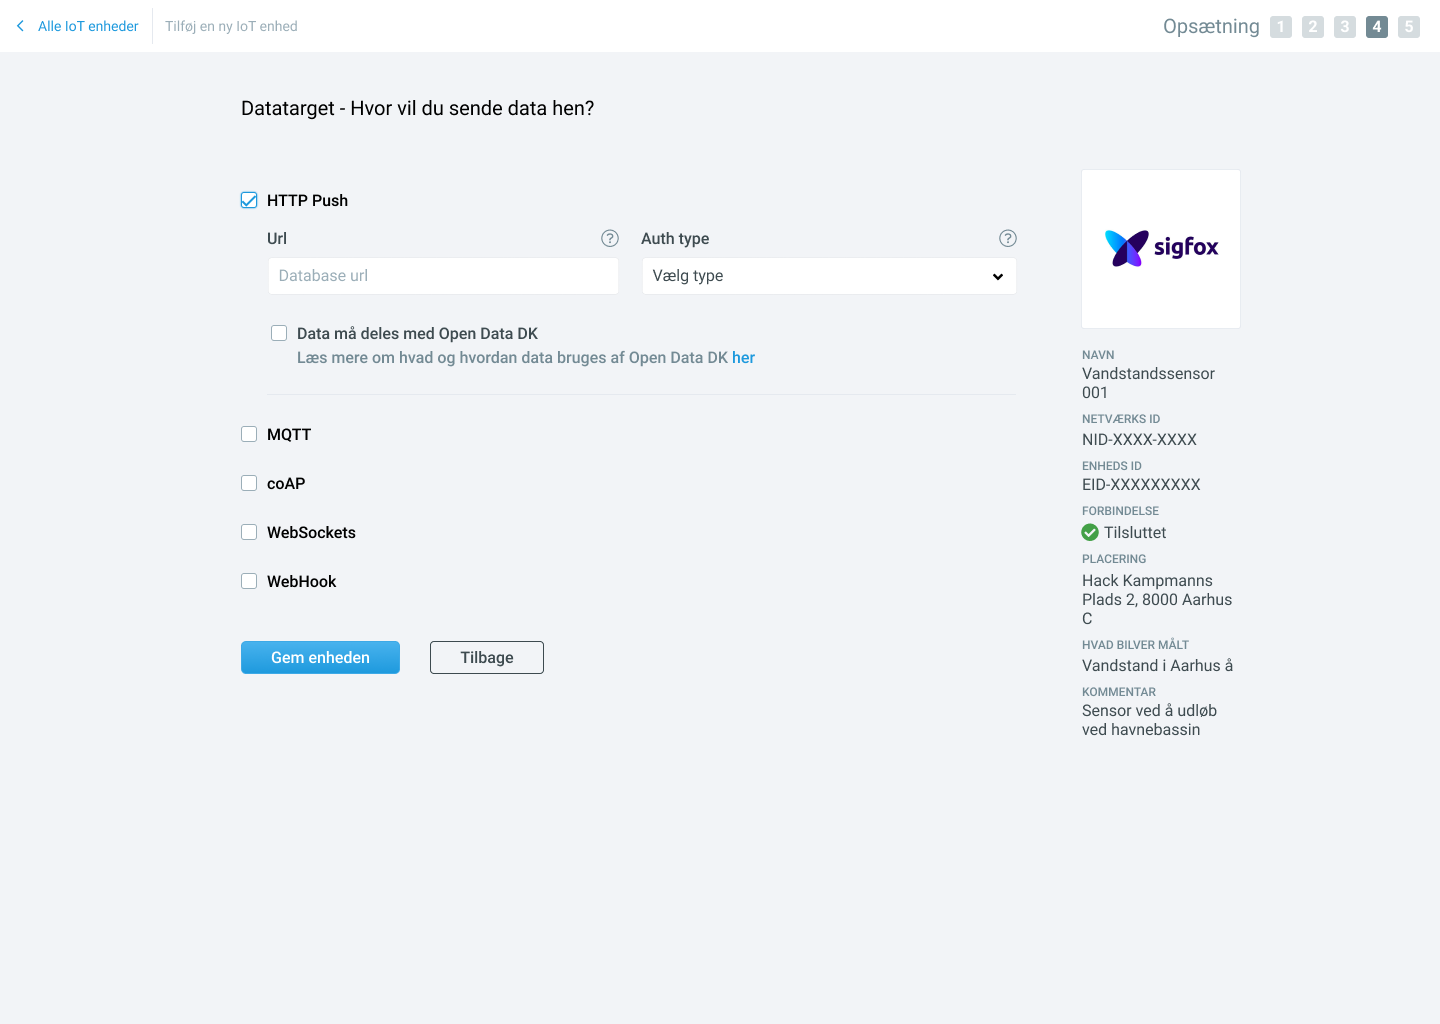 Alle IoT enheder
Tilføj en ny IoT enhed
Opsætning 1 2 3 4 5
Datatarget - Hvor vil du sende data hen?
HTTP Push
Url ?
Auth type ?
Database url
Vælg type
Data må deles med Open Data DK
Læs mere om hvad og hvordan data bruges af Open Data DK her
MQTT
coAP
WebSockets
WebHook
Gem enheden
Tilbage
sigfox
NAVN
Vandstandssensor
001
NETVÆRKS ID
NID-XXXX-XXXX
ENHEDS ID
EID-XXXXXXXXX
FORBINDELSE
Tilsluttet
PLACERING
Hack Kampmanns
Plads 2, 8000 Aarhus
C
HVAD BILVER MÅLT
Vandstand i Aarhus å
KOMMENTAR
Sensor ved å udløb
ved havnebassin